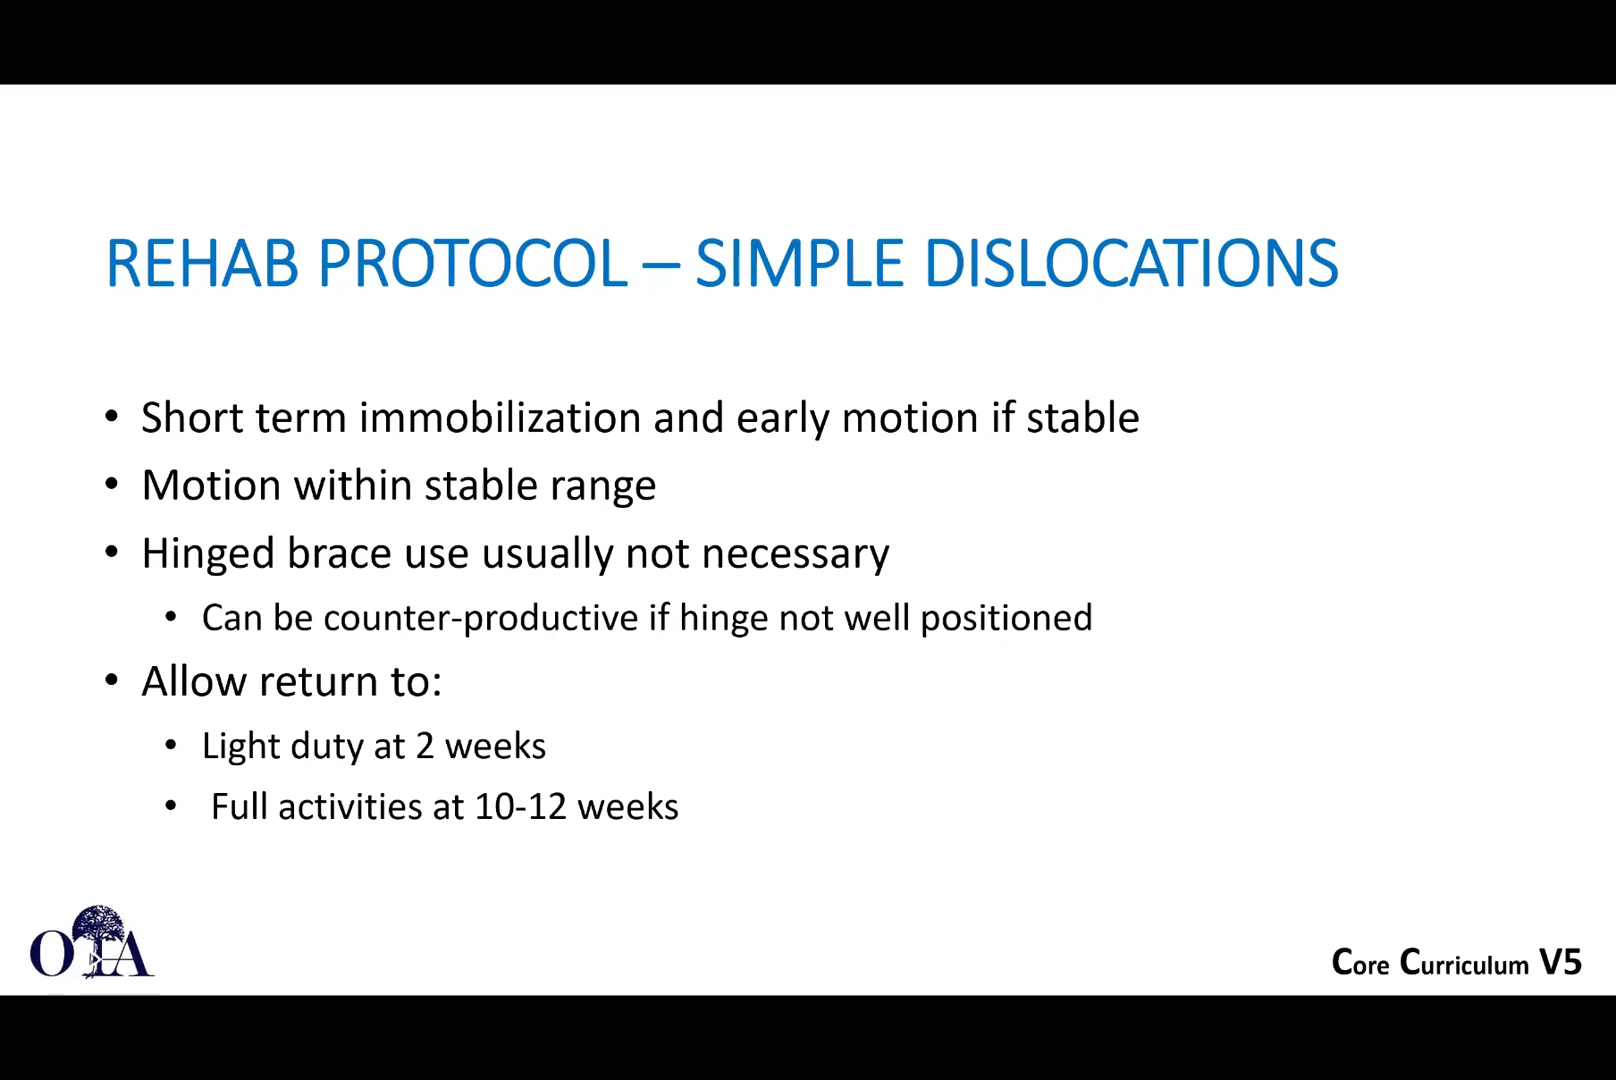 REHAB PROTOCOL – SIMPLE DISLOCATIONS
• Short term immobilization and early motion if stable
• Motion within stable range
• Hinged brace use usually not necessary
• Can be counter-productive if hinge not well positioned
• Allow return to:
• Light duty at 2 weeks
• Full activities at 10-12 weeks
OTA
Core Curriculum V5